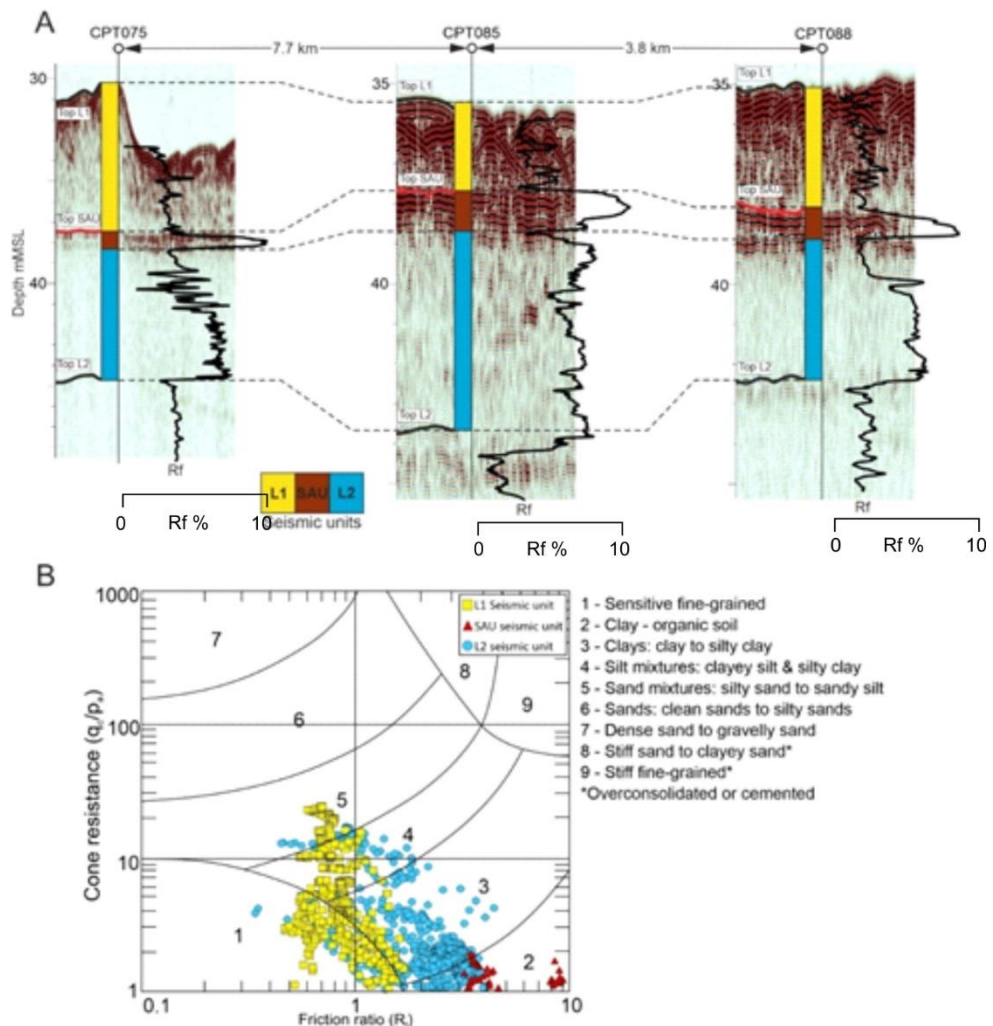 A
CPT075
CPT085
CPT088
7.7 km
3.8 km
30
35
35
Top L1
Top L1
Top L1
Top SAU
Top SAU
Top SAU
Depth mMSL
40
40
40
Top L2
Top L2
Top L2
Rf
Rf
Rf
L1 SAU L2
Seismic units
0 Rf % 10
0 Rf % 10
0 Rf % 10
B
1000
100
10
1
Cone resistance (qc/pa)
7
8
9
6
5
4
3
1
2
L1 Seismic unit
SAU seismic unit
L2 seismic unit
0.1 1 10
Friction ratio (Rf)
1 - Sensitive fine-grained
2 - Clay - organic soil
3 - Clays: clay to silty clay
4 - Silt mixtures: clayey silt & silty clay
5 - Sand mixtures: silty sand to sandy silt
6 - Sands: clean sands to silty sands
7 - Dense sand to gravelly sand
8 - Stiff sand to clayey sand*
9 - Stiff fine-grained*
*Overconsolidated or cemented